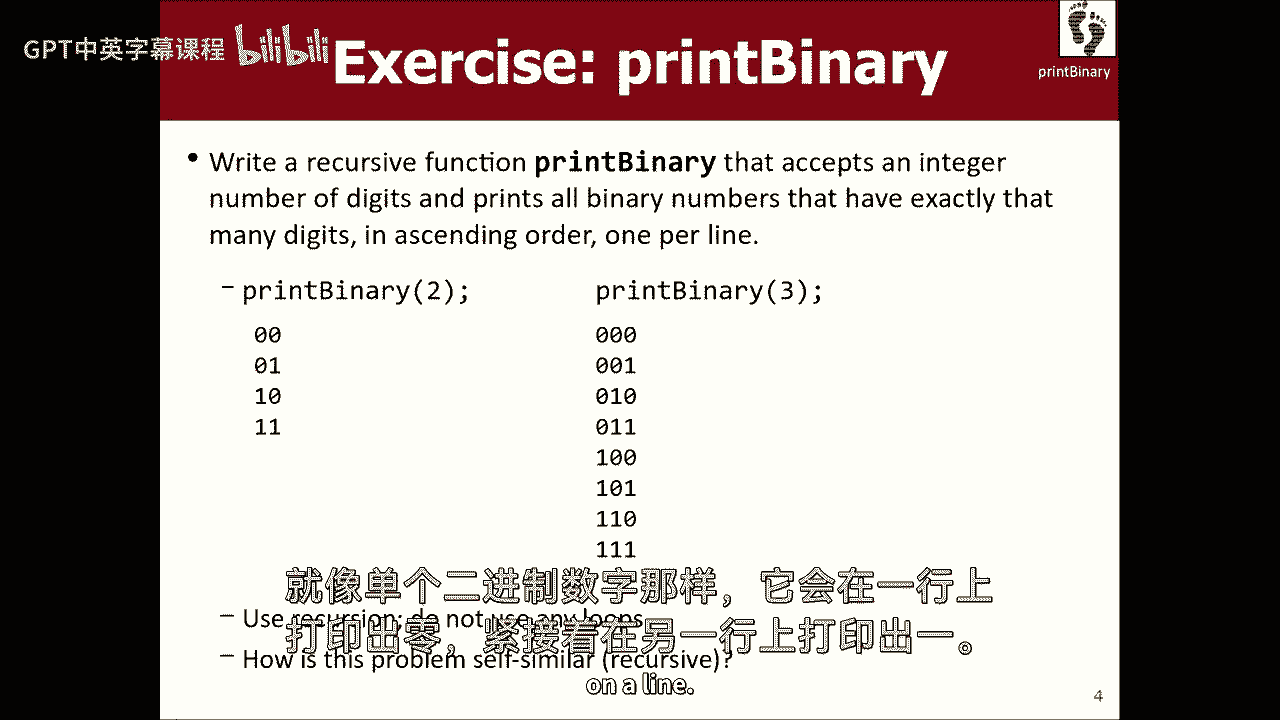 GPT中英字幕课程 bilibili
Exercise: printBinary
printBinary
• Write a recursive function printBinary that accepts an integer
number of digits and prints all binary numbers that have exactly that
many digits, in ascending order, one per line.
– printBinary(2); printBinary(3);
00 000
01 001
10 010
11 011
100
101
110
111
就像单个二进制数字那样，它会在一行上
– Use recursion; do not use any loops.
打印出零，紧接着在另一行上打印出一。
– How is this problem self-similar (recursive)?
on a line.
4